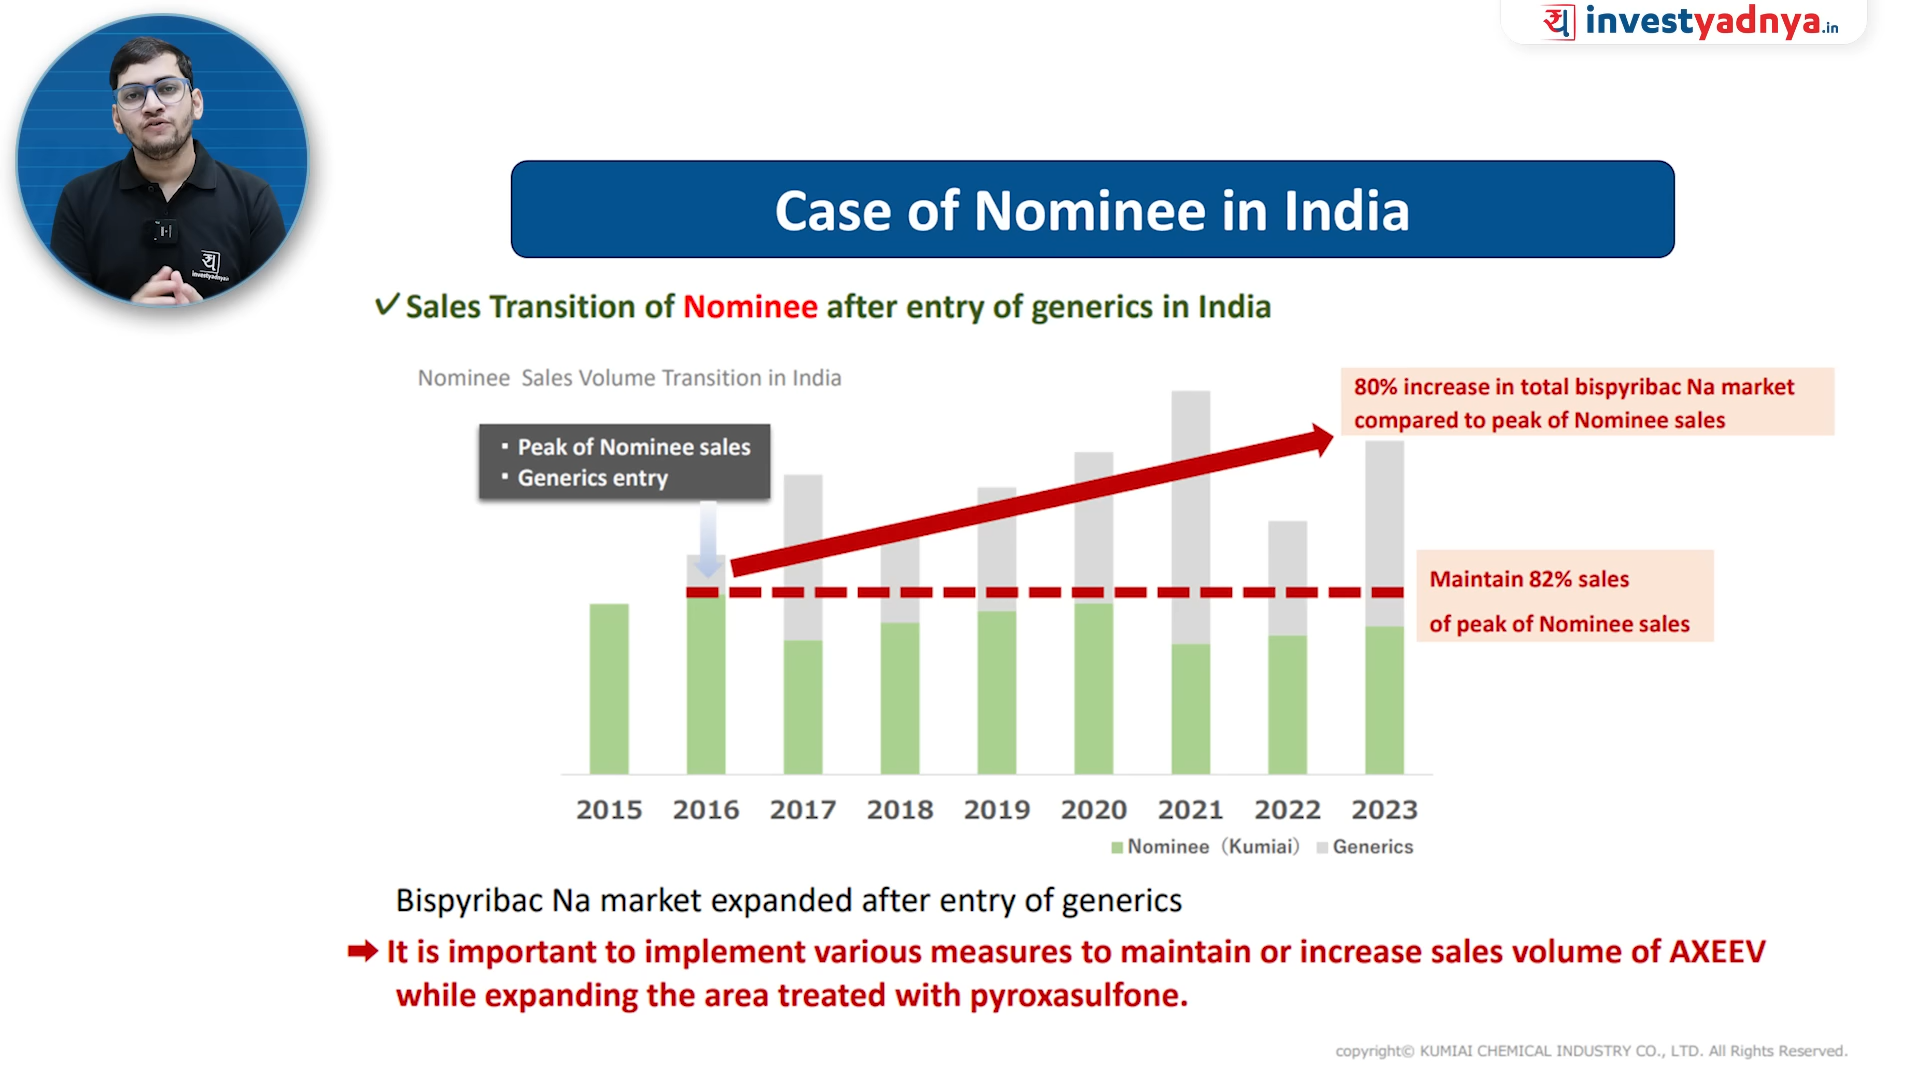 investyadnya.in
investyadnya.in
Case of Nominee in India
✓ Sales Transition of Nominee after entry of generics in India
Nominee Sales Volume Transition in India
▪ Peak of Nominee sales
▪ Generics entry
80% increase in total bispyribac Na market
compared to peak of Nominee sales
Maintain 82% sales
of peak of Nominee sales
2015 2016 2017 2018 2019 2020 2021 2022 2023
Nominee（Kumiai） Generics
Bispyribac Na market expanded after entry of generics
➡ It is important to implement various measures to maintain or increase sales volume of AXEEV
while expanding the area treated with pyroxasulfone.
copyright© KUMIAI CHEMICAL INDUSTRY CO., LTD. All Rights Reserved.